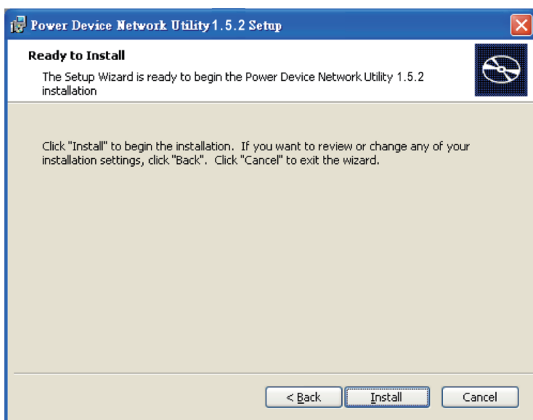 Power Device Network Utility 1.5.2 Setup
Ready to Install
The Setup Wizard is ready to begin the Power Device Network Utility 1.5.2
installation
Click "Install" to begin the installation.  If you want to review or change any of your
installation settings, click "Back".  Click "Cancel" to exit the wizard.
< Back
Install
Cancel